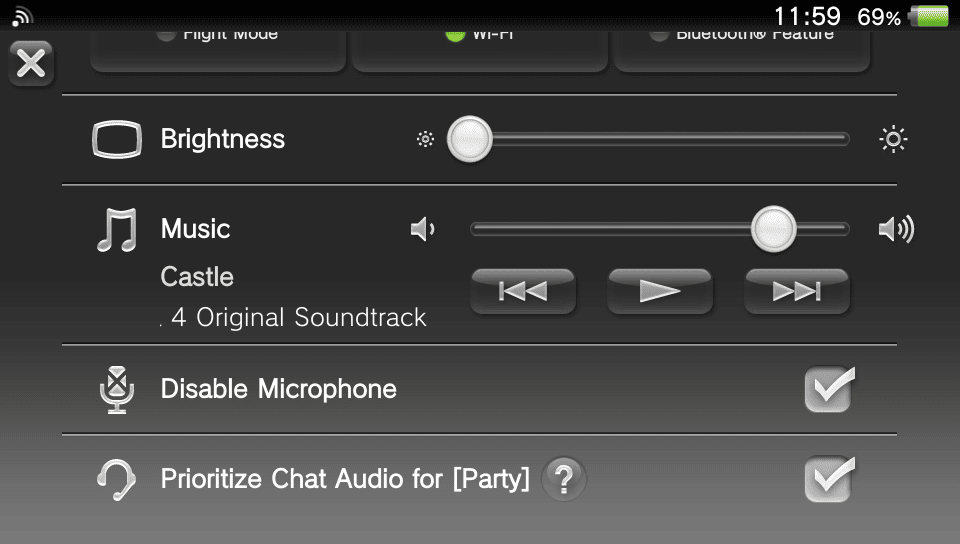 11:59 69%
Flight Mode Wi-Fi Bluetooth® Feature
Brightness
Music
Castle
. 4 Original Soundtrack
Disable Microphone
Prioritize Chat Audio for [Party] ?